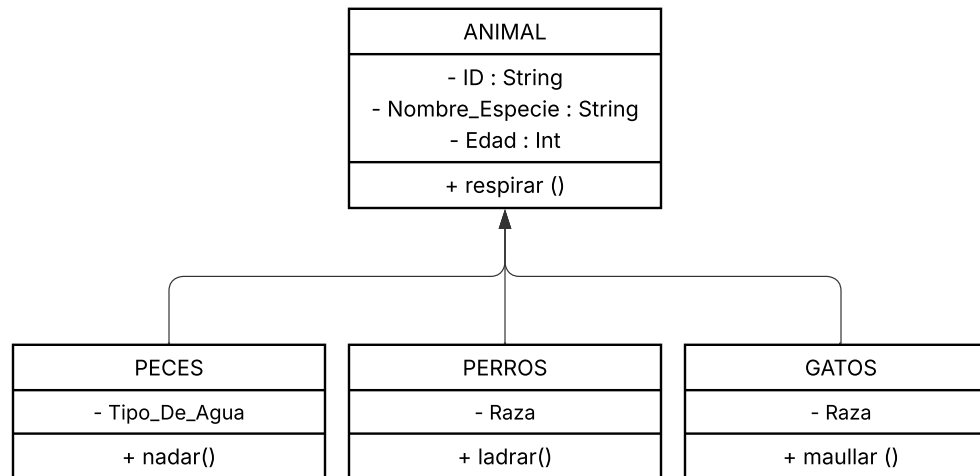 ANIMAL
- ID : String
- Nombre_Especie : String
- Edad : Int
+ respirar ()
PECES
- Tipo_De_Agua
+ nadar()
PERROS
- Raza
+ ladrar()
GATOS
- Raza
+ maullar ()